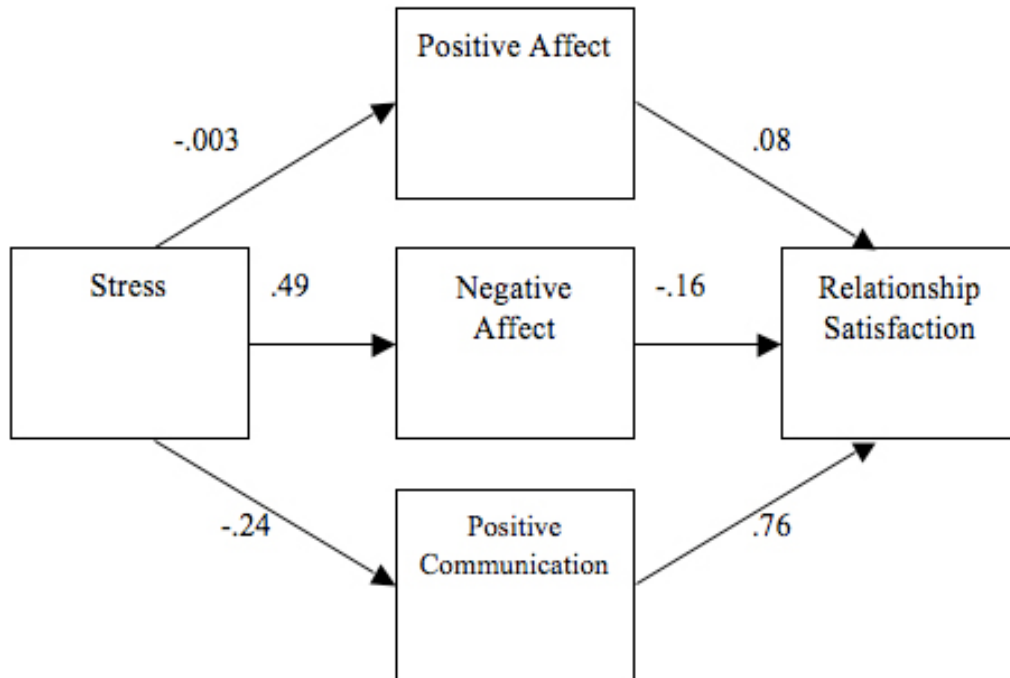 Positive Affect
-.003
.08
Stress
.49
Negative
Affect
-.16
Relationship
Satisfaction
-.24
Positive
Communication
.76